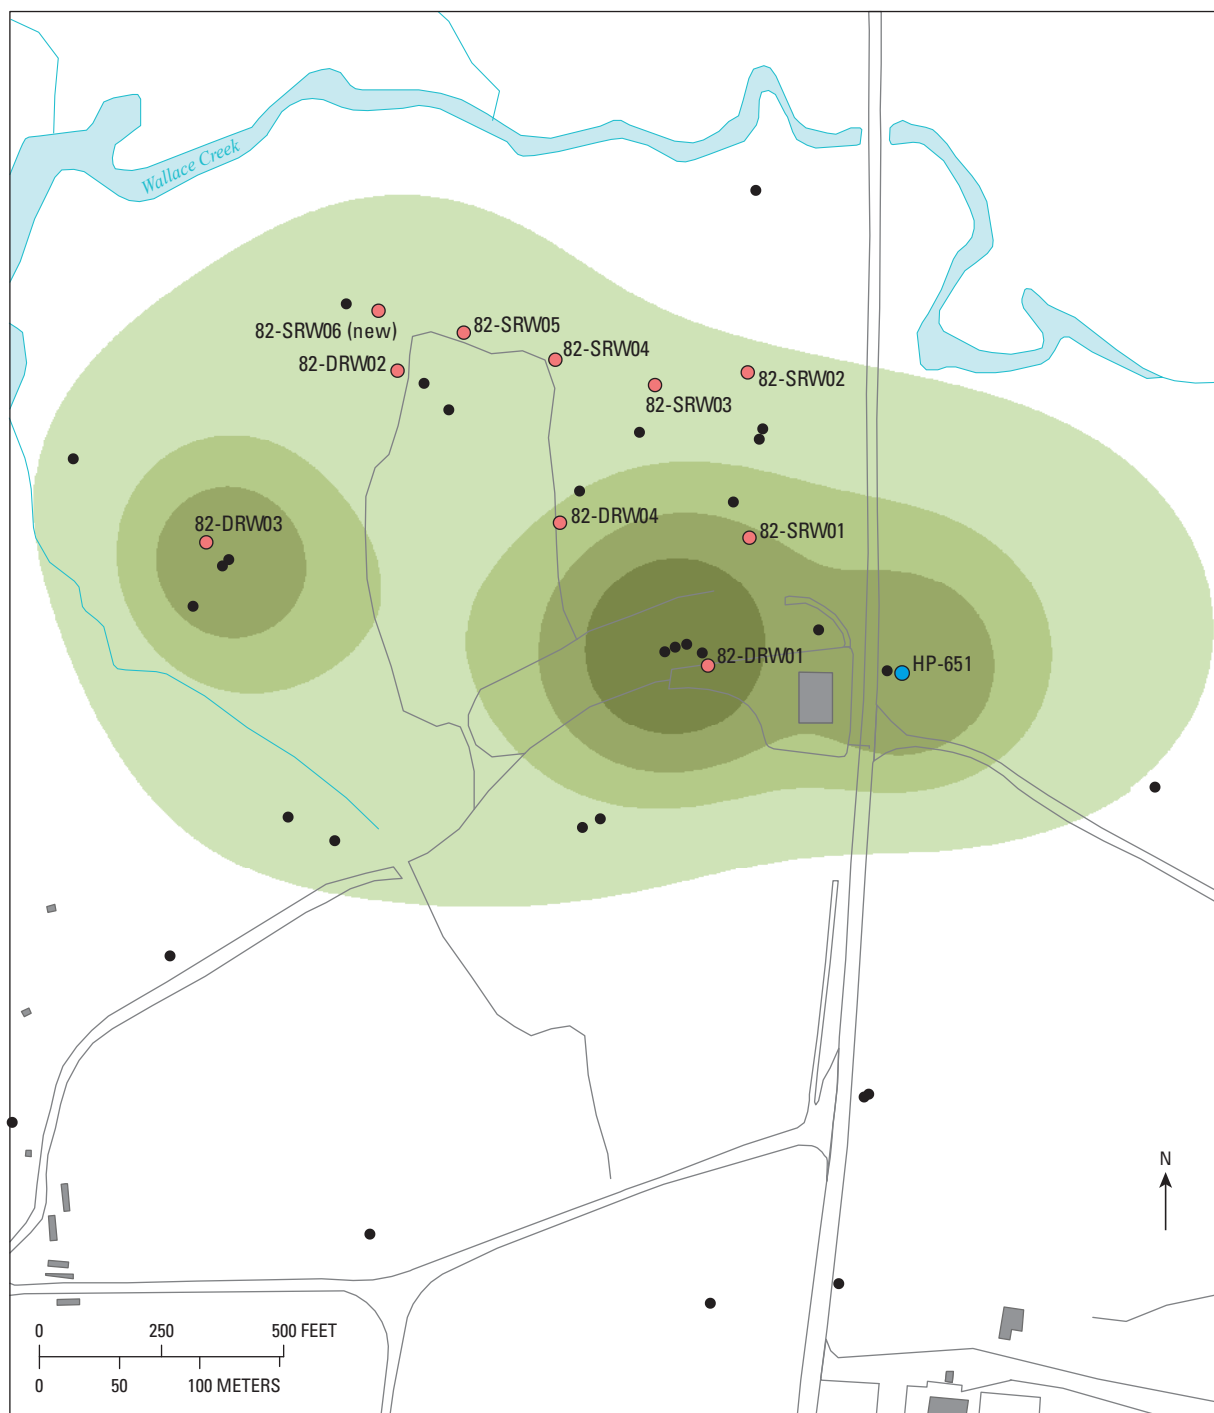 Wallace Creek
82-SRW06 (new)
82-SRW05
82-SRW04
82-DRW02
82-SRW02
82-SRW03
82-DRW03
82-DRW04
82-SRW01
82-DRW01
HP-651
N
0 250 500 FEET
0 50 100 METERS